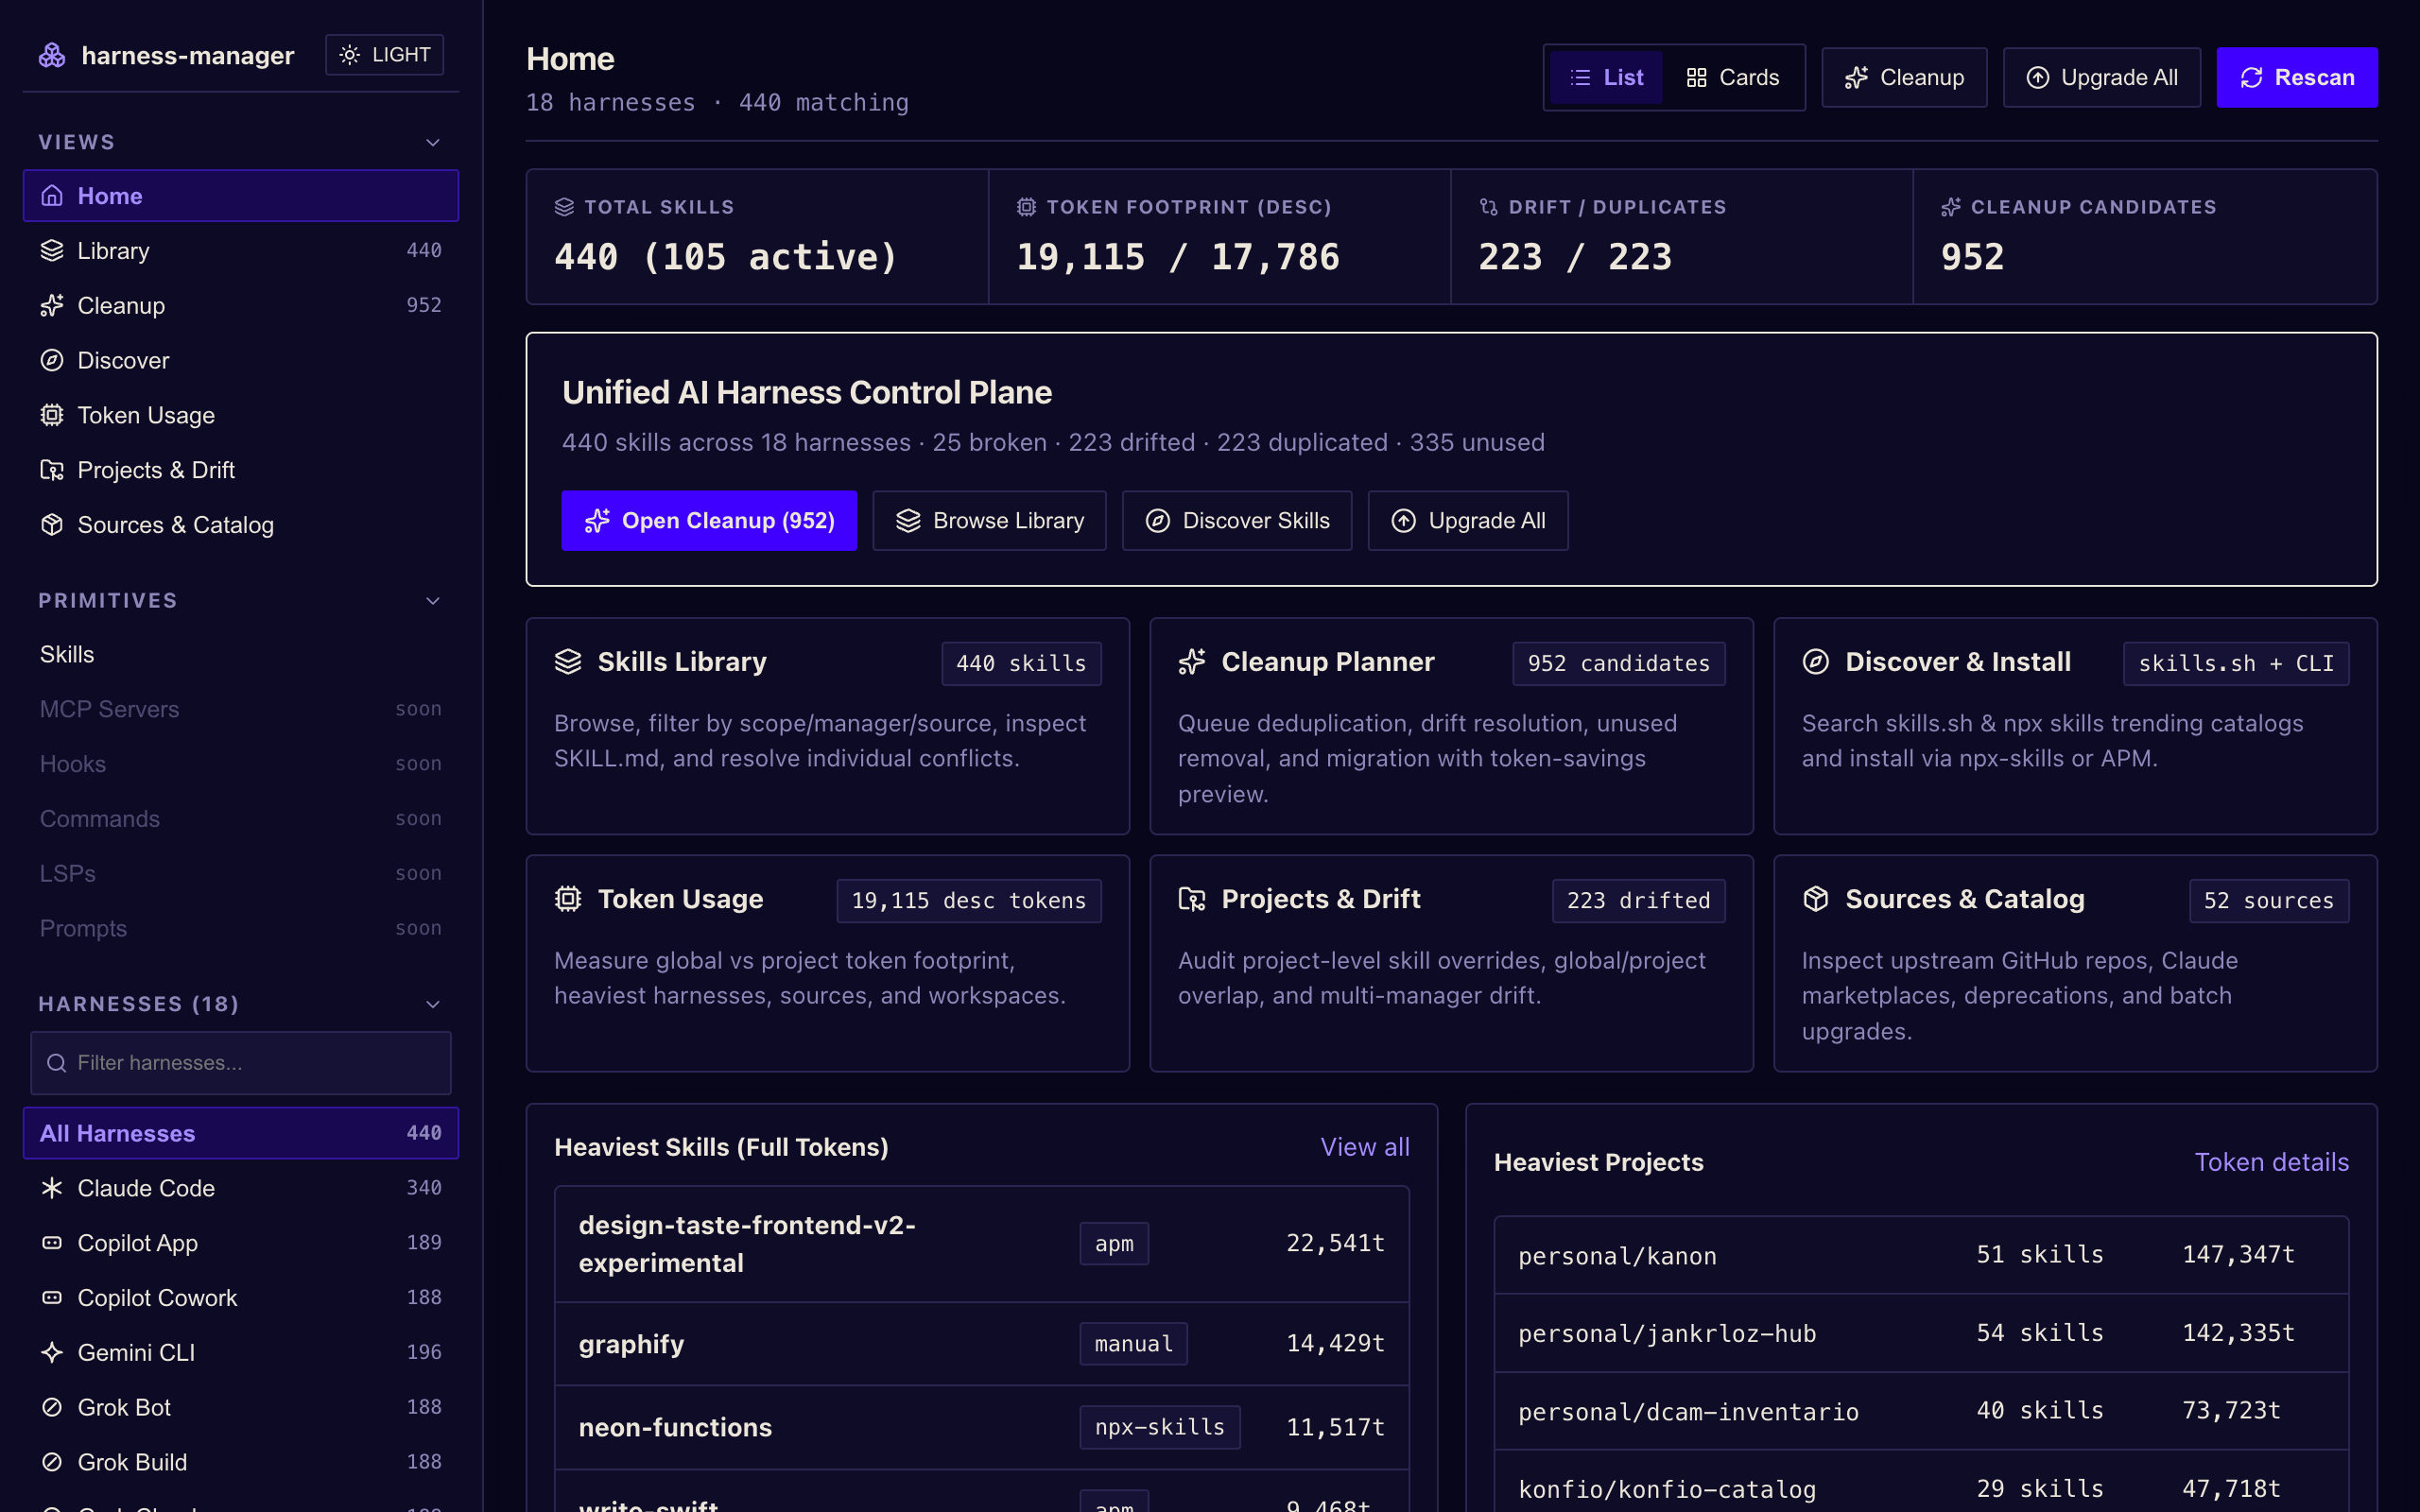 harness-manager
LIGHT
VIEWS
Home
Library 440
Cleanup 952
Discover
Token Usage
Projects & Drift
Sources & Catalog
PRIMITIVES
Skills
MCP Servers soon
Hooks soon
Commands soon
LSPs soon
Prompts soon
HARNESSES (18)
Filter harnesses...
All Harnesses 440
Claude Code 340
Copilot App 189
Copilot Cowork 188
Gemini CLI 196
Grok Bot 188
Grok Build 188
Home
18 harnesses · 440 matching
List Cards Cleanup Upgrade All Rescan
TOTAL SKILLS
440 (105 active)
TOKEN FOOTPRINT (DESC)
19,115 / 17,786
DRIFT / DUPLICATES
223 / 223
CLEANUP CANDIDATES
952
Unified AI Harness Control Plane
440 skills across 18 harnesses · 25 broken · 223 drifted · 223 duplicated · 335 unused
Open Cleanup (952) Browse Library Discover Skills Upgrade All
Skills Library 440 skills
Browse, filter by scope/manager/source, inspect
SKILL.md, and resolve individual conflicts.
Cleanup Planner 952 candidates
Queue deduplication, drift resolution, unused
removal, and migration with token-savings
preview.
Discover & Install skills.sh + CLI
Search skills.sh & npx skills trending catalogs
and install via npx-skills or APM.
Token Usage 19,115 desc tokens
Measure global vs project token footprint,
heaviest harnesses, sources, and workspaces.
Projects & Drift 223 drifted
Audit project-level skill overrides, global/project
overlap, and multi-manager drift.
Sources & Catalog 52 sources
Inspect upstream GitHub repos, Claude
marketplaces, deprecations, and batch
upgrades.
Heaviest Skills (Full Tokens) View all
design-taste-frontend-v2-
experimental apm 22,541t
graphify manual 14,429t
neon-functions npx-skills 11,517t
write-swift apm 9,468t
Heaviest Projects Token details
personal/kanon 51 skills 147,347t
personal/jankrloz-hub 54 skills 142,335t
personal/dcam-inventario 40 skills 73,723t
konfio/konfio-catalog 29 skills 47,718t